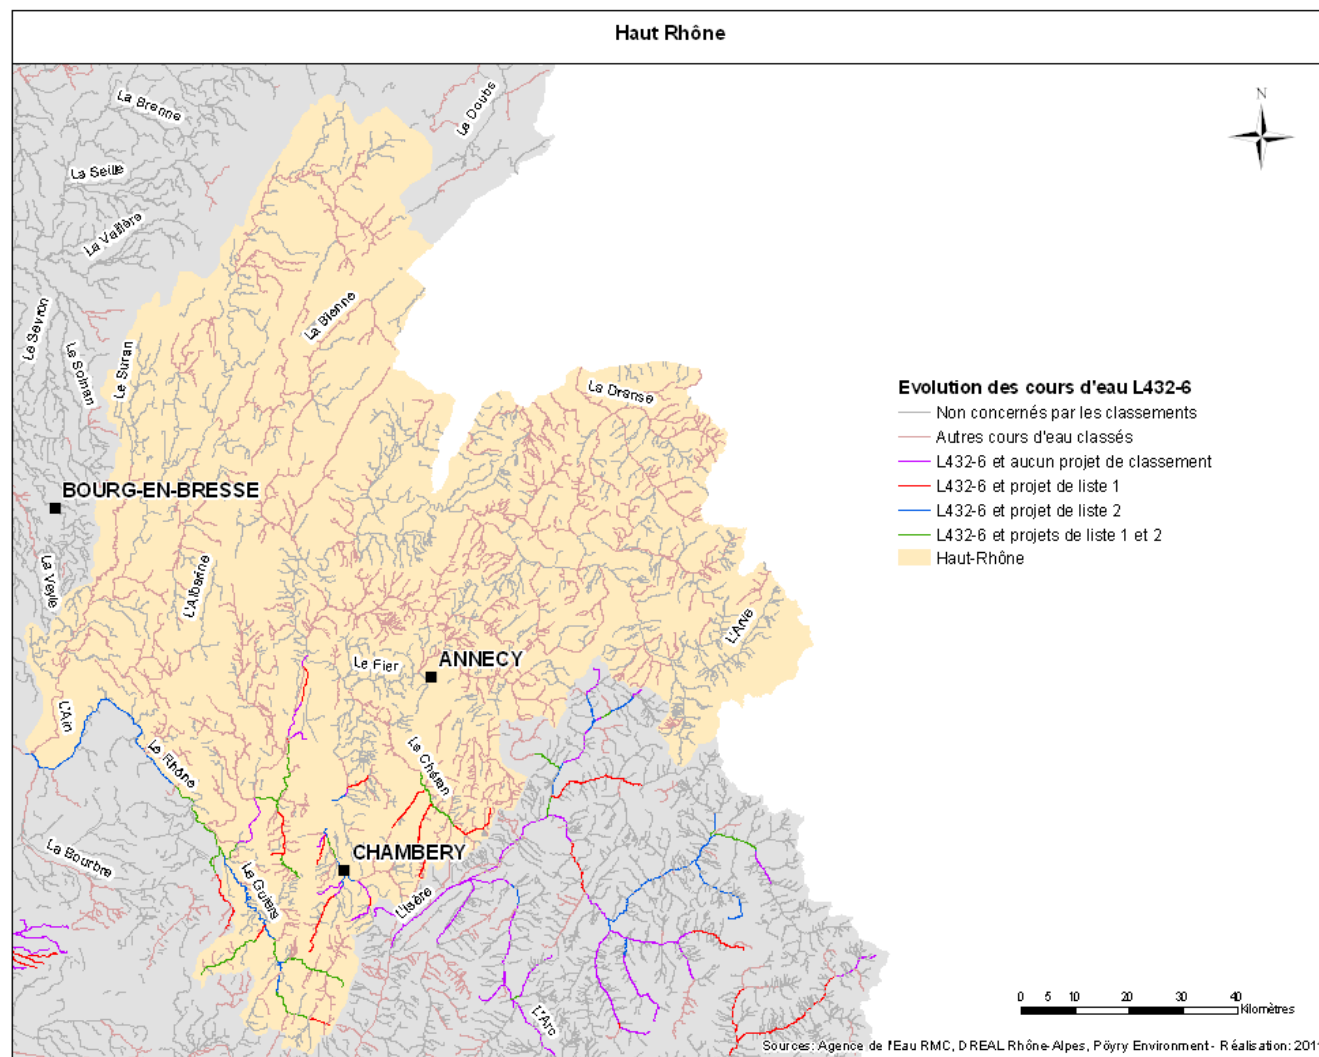 Haut Rhône
N
La Brenne
Le Doubs
La Seille
La Vallière
Le Sevron
Le Solnan
Le Suran
La Bienne
La Dranse
BOURG-EN-BRESSE
La Veyle
L'Albarine
L'Arve
Le Fier
ANNECY
L'Ain
Le Rhône
Le Chéran
La Bourbre
CHAMBERY
Le Guiers
L'Isère
L'Arc
Evolution des cours d'eau L432-6
Non concernés par les classements
Autres cours d'eau classés
L432-6 et aucun projet de classement
L432-6 et projet de liste 1
L432-6 et projet de liste 2
L432-6 et projets de liste 1 et 2
Haut-Rhône
0 5 10 20 30 40
Kilomètres
Sources: Agence de l'Eau RMC, DREAL Rhône-Alpes, Pöyry Environment - Réalisation: 2011